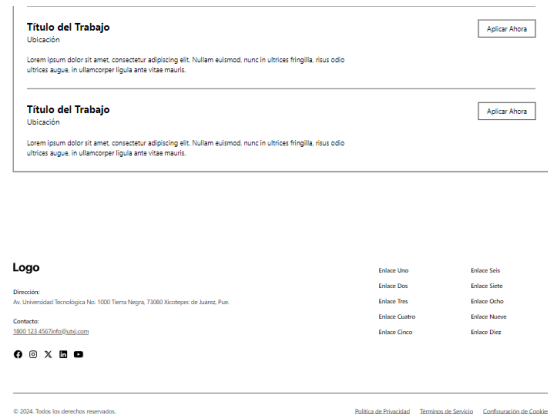 Título del Trabajo
Aplicar Ahora
Ubicación
Lorem ipsum dolor sit amet, consectetur adipiscing elit. Nullam euismod, nunc in ultrices fringilla, risus odio
ultrices augue, in ullamcorper ligula ante vitae mauris.
Título del Trabajo
Aplicar Ahora
Ubicación
Lorem ipsum dolor sit amet, consectetur adipiscing elit. Nullam euismod, nunc in ultrices fringilla, risus odio
ultrices augue, in ullamcorper ligula ante vitae mauris.
Logo
Dirección:
Av. Universidad Tecnológica No. 1000 Tierra Negra, 73080 Xicotepec de Juárez, Pue.
Contacto:
1800 123 4567info@utxj.com
Enlace Uno
Enlace Dos
Enlace Tres
Enlace Cuatro
Enlace Cinco
Enlace Seis
Enlace Siete
Enlace Ocho
Enlace Nueve
Enlace Diez
© 2024. Todos los derechos reservados.
Política de Privacidad
Términos de Servicio
Configuración de Cookies